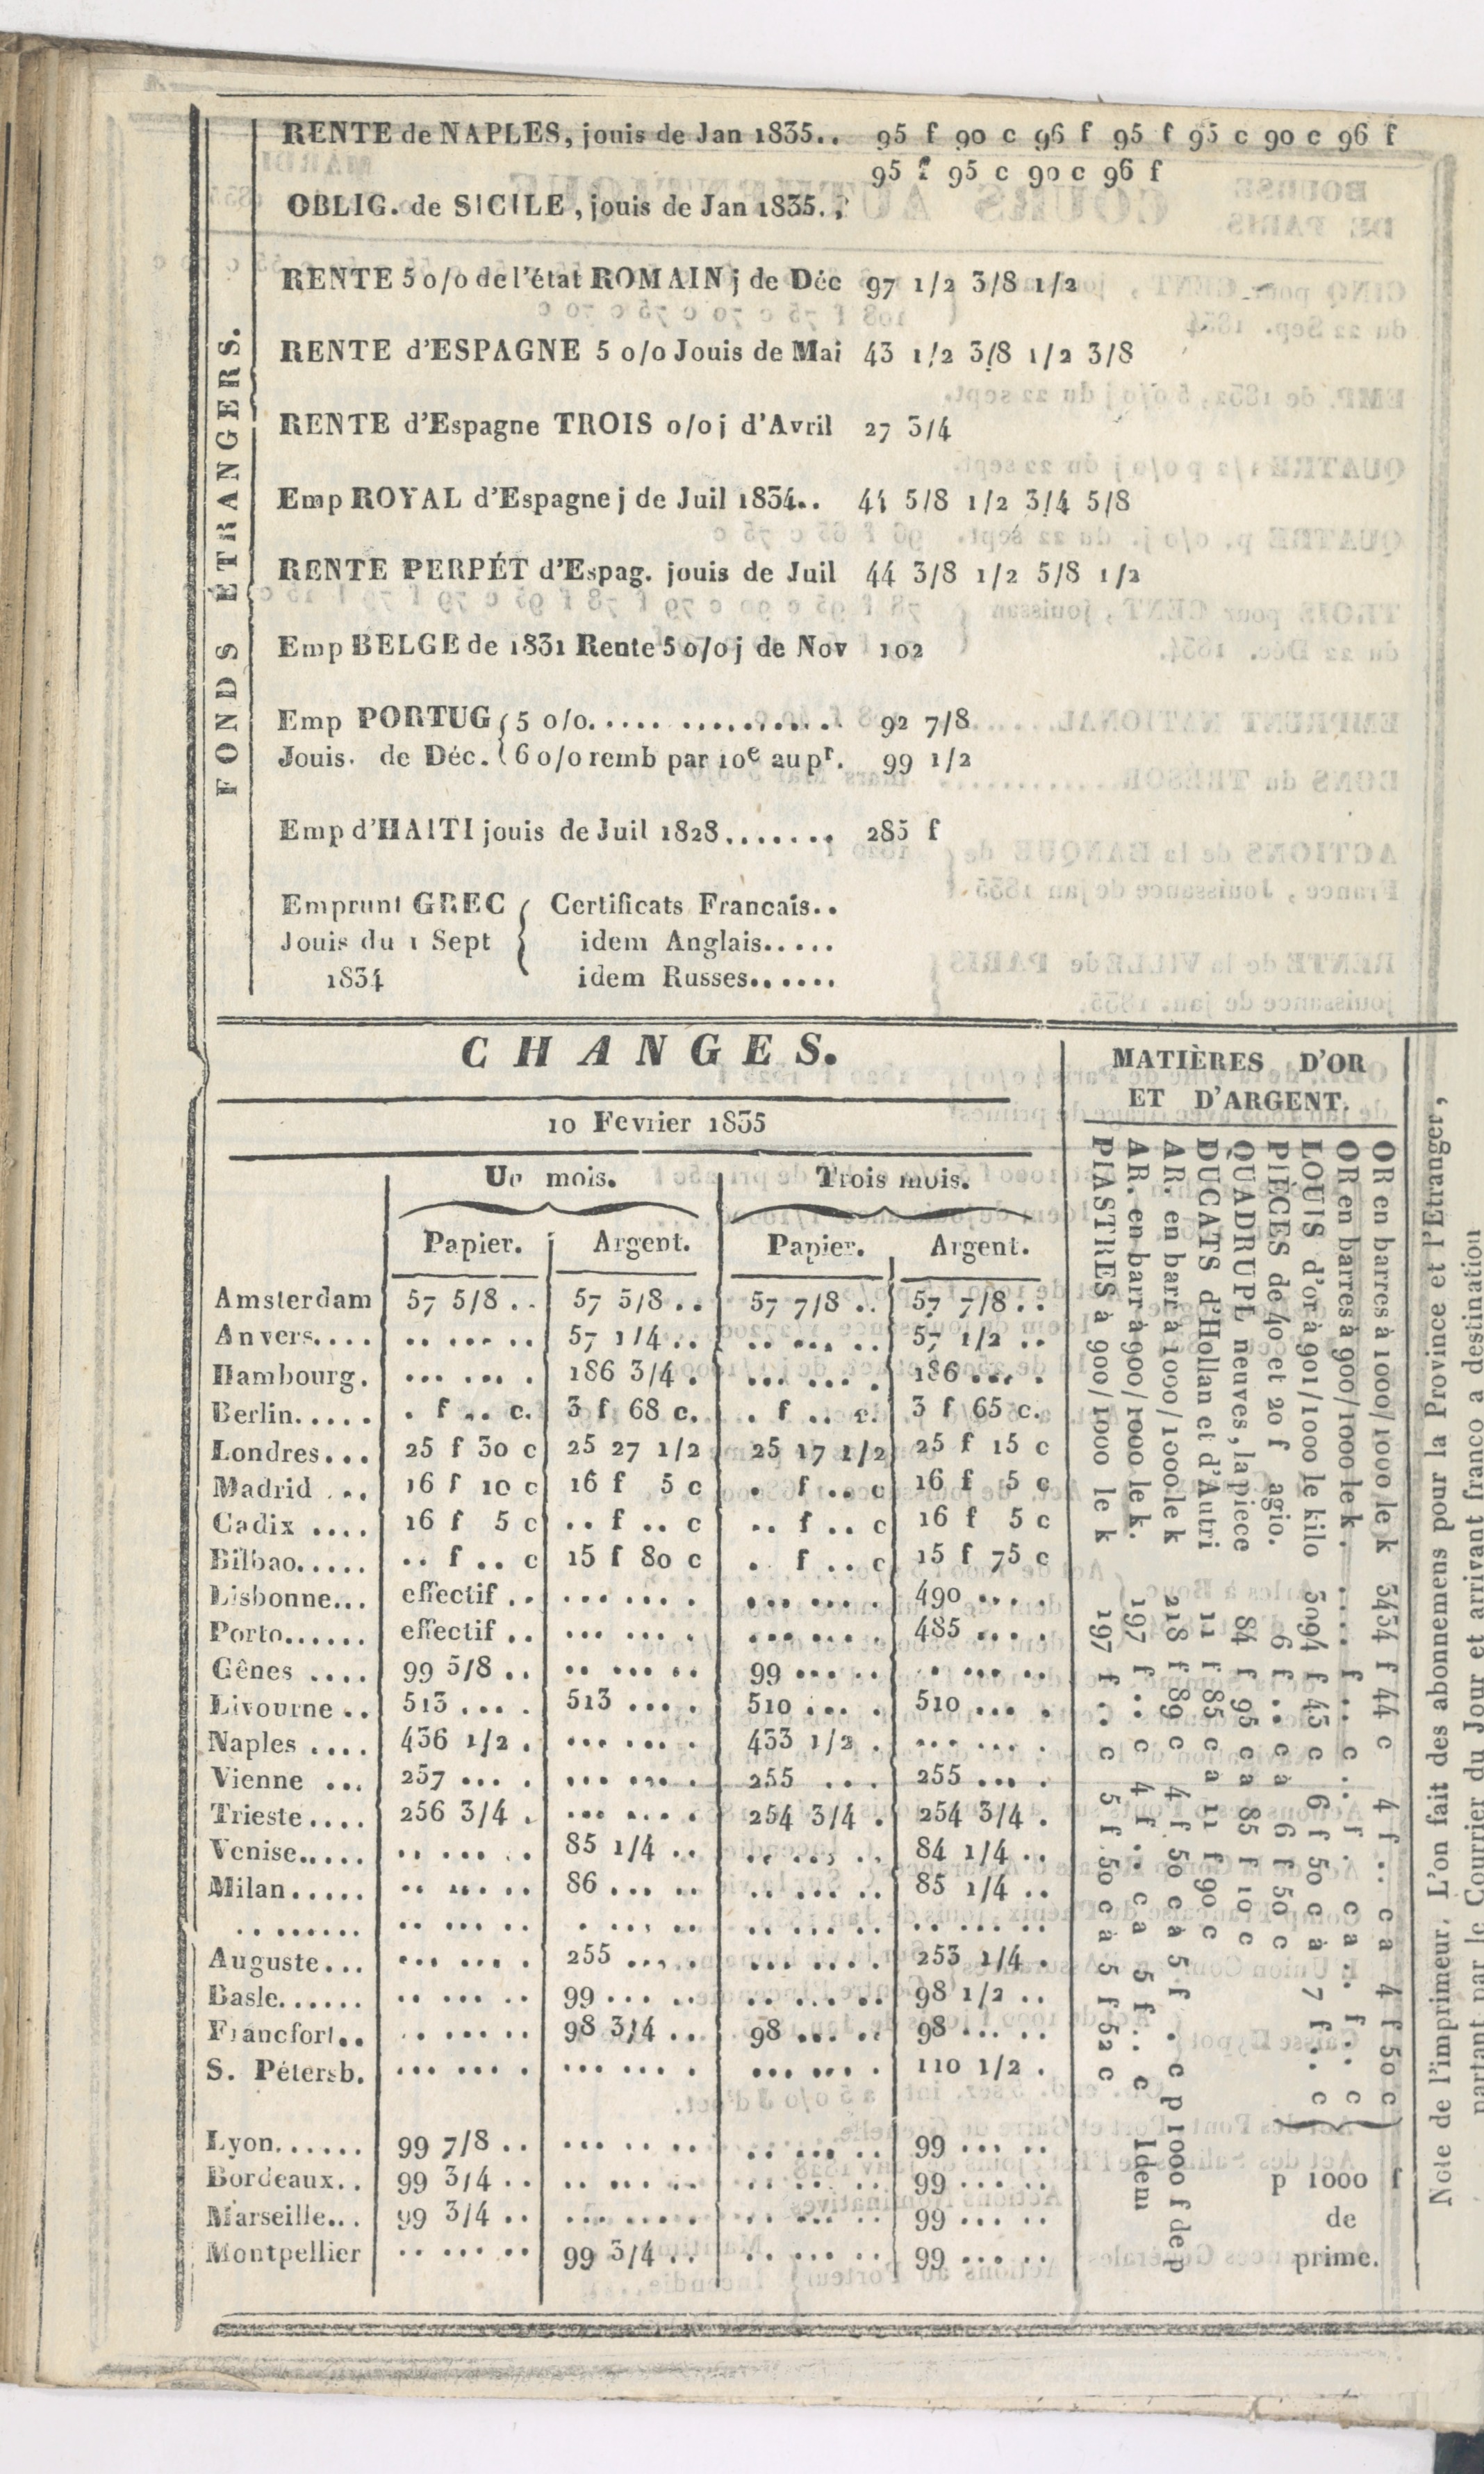 FONDS ÉTRANGERS.
RENTE de NAPLES, jouis de Jan 1835.. 95 f 90 c 96 f 95 f 95 c 90 c 96 f
95 f 95 c 90 c 96 f
OBLIG. de SICILE, jouis de Jan 1835.
RENTE 5 o/o de l'état ROMAIN j de Déc 97 1/2 3/8 1/2
RENTE d'ESPAGNE 5 o/o Jouis de Mai 43 1/2 3/8 1/2 3/8
RENTE d'Espagne TROIS o/o j d'Avril 27 3/4
Emp ROYAL d'Espagne j de Juil 1834.. 44 5/8 1/2 3/4 5/8
RENTE PERPÉT d'Espag. jouis de Juil 44 3/8 1/2 5/8 1/2
Emp BELGE de 1831 Rente 5 o/o j de Nov 102
Emp PORTUG { 5 o/o............... 92 7/8
Jouis. de Déc. { 6 o/o remb par 10e au pr. 99 1/2
Emp d'HAITI jouis de Juil 1828....... 285 f
Emprunt GREC { Certificats Francais..
Jouis du 1 Sept { idem Anglais.....
1834 idem Russes......
CHANGES.
10 Fevrier 1835
Un mois. Trois mois.
Papier. Argent. Papier. Argent.
Amsterdam 57 5/8 .. 57 5/8 .. 57 7/8 .. 57 7/8 ..
Anvers.... .. ... .. 57 1/4 .. .. ... .. 57 1/2 ..
Hambourg. ... ... . 186 3/4 . ... ... . 186 ... .
Berlin..... . f .. c. 3 f 68 c. . f .. c. 3 f 65 c.
Londres... 25 f 30 c 25 27 1/2 25 17 1/2 25 f 15 c
Madrid ... 16 f 10 c 16 f 5 c . f .. c 16 f 5 c
Cadix .... 16 f 5 c .. f .. c .. f .. c 16 f 5 c
Bilbao..... .. f .. c 15 f 80 c . f .. c 15 f 75 c
Lisbonne... effectif .. ... ... . ... ... . 490 ... .
Porto...... effectif .. ... ... . ... ... . 485 ... .
Gênes .... 99 5/8 .. .. ... .. 99 ... .. .. ... ..
Livourne .. 513 ... . 513 ... . 510 ... . 510 ... .
Naples .... 436 1/2 . ... ... . 433 1/2 . ... ... .
Vienne ... 257 ... . ... ... . 255 ... 255 ... .
Trieste.... 256 3/4 . ... ... . 254 3/4 . 254 3/4 .
Venise..... .. ... .. 85 1/4 .. .. ... .. 84 1/4 ..
Milan..... .. ... .. 86 ... .. .. ... .. 85 1/4 ..
........ .. ... .. . ... .. .. ... .. .. ... ..
Auguste... ... ... . 255 ... . ... ... . 253 1/4 .
Basle...... .. ... .. 99 ... .. .. ... .. 98 1/2 ..
Francfort.. .. ... .. 98 3/4 .. 98 ... .. 98 ... ..
S. Pétersb. ... ... . ... ... . ... ... . 110 1/2 .
Lyon...... 99 7/8 .. ... .. .. .. ... .. 99 ... ..
Bordeaux.. 99 3/4 .. .. ... .. .. ... .. 99 ... ..
Marseille... 99 3/4 .. ... ... . .. ... .. 99 ... ..
Montpellier .. ... .. 99 3/4 .. .. ... .. 99 ... ..
MATIÈRES D'OR
ET D'ARGENT.
OR en barres à 1000/1000 le k 3434 f 44 c 4 f .. c a 4 f 50 c
OR en barres à 900/1000 le k ..... f .. c .. f . c a .. f .. c
LOUIS d'or à 901/1000 le kilo 3094 f 43 c 6 f 50 c à 7 f .. c
p 1000 f
de
prime.
PIÈCES de 40 et 20 f agio. 6 f .. c à 6 f 50 c
QUADRUPL neuves, la piece 84 f 95 c a 85 f 10 c
DUCATS d'Hollan et d'Autri 11 f 85 c a 11 f 90 c
AR. en barr à 1000/1000 le k 218 f 89 c 4 f 50 c à 5 f . c p 1000 f de p
AR. en barr à 900/1000 le k. 197 f .. c 4 f .. c a 5 f .. c Idem
PIASTRES à 900/1000 le k 197 f .. c 5 f 50 c à 5 f 52 c
Note de l'imprimeur. L'on fait des abonnemens pour la Province et l'Etranger,
partant par le Courrier du Jour et arrivant franco a destination